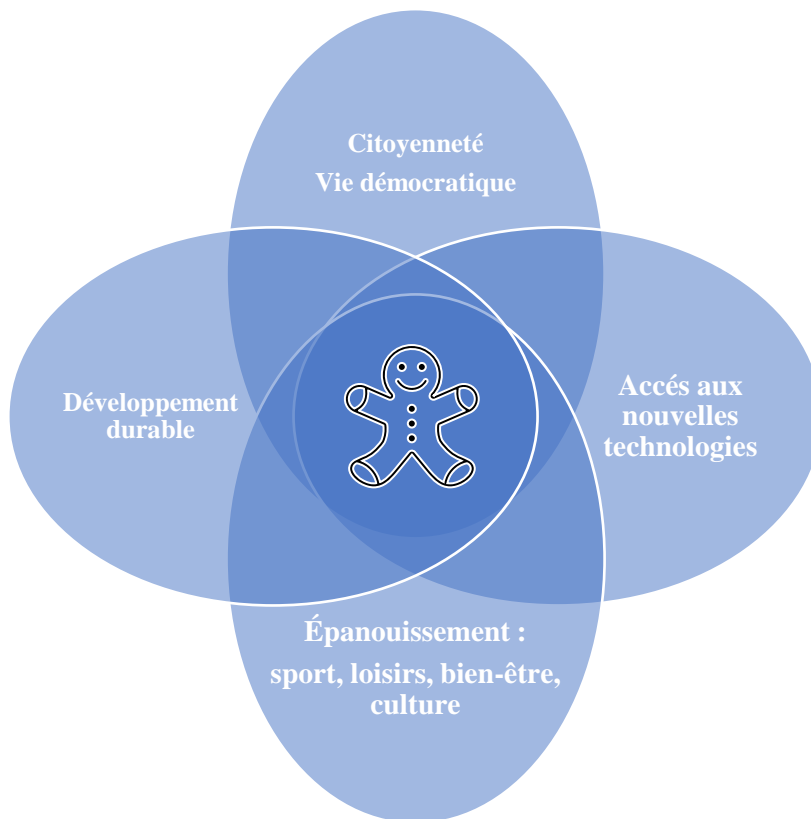 Citoyenneté
Vie démocratique
Développement
durable
Accés aux
nouvelles
technologies
Épanouissement :
sport, loisirs, bien-être,
culture